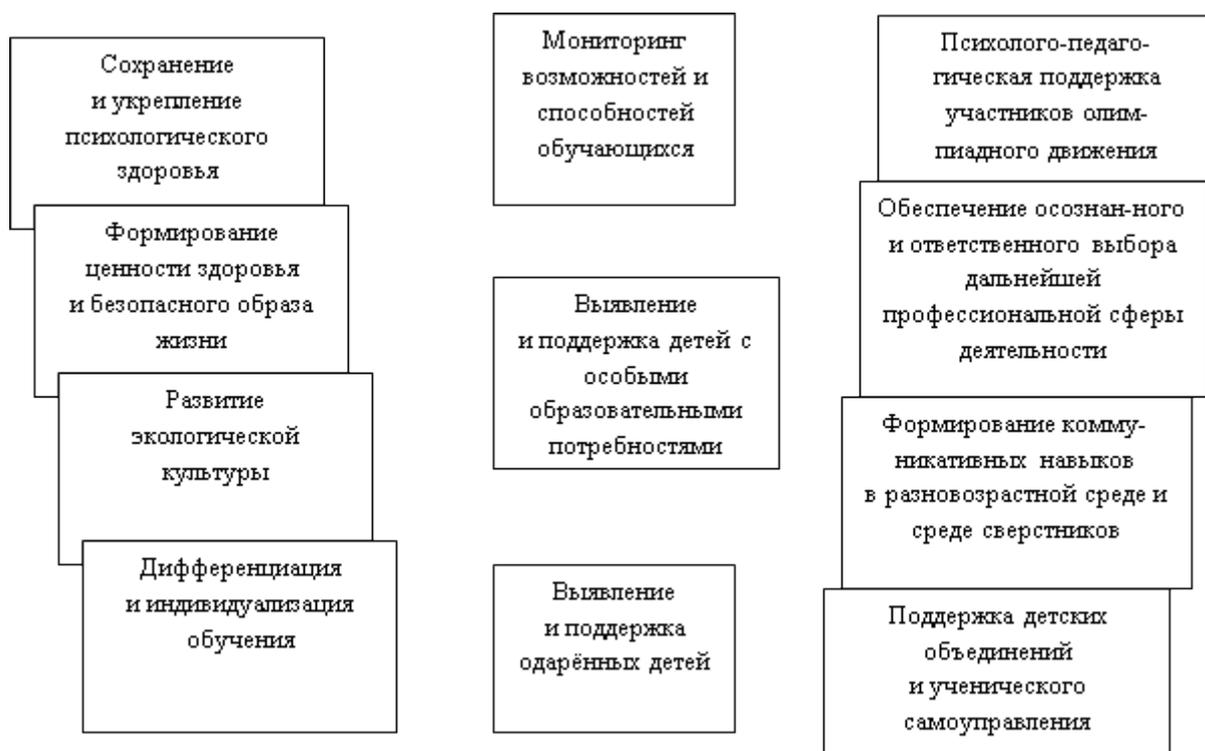 Сохранение
и укрепление
психологического
здоровья
Формирование
ценности здоровья
и безопасного образа
жизни
Развитие
экологической
культуры
Дифференциация
и индивидуализация
обучения
Мониторинг
возможностей и
способностей
обучающихся
Выявление
и поддержка детей с
особыми
образовательными
потребностями
Выявление
и поддержка
одарённых детей
Психолого-педаго-
гическая поддержка
участников олим-
пиадного движения
Обеспечение осознан-ного
и ответственного выбора
дальнейшей
профессиональной сферы
деятельности
Формирование комму-
никативных навыков
в разновозрастной среде и
среде сверстников
Поддержка детских
объединений
и ученического
самоуправления